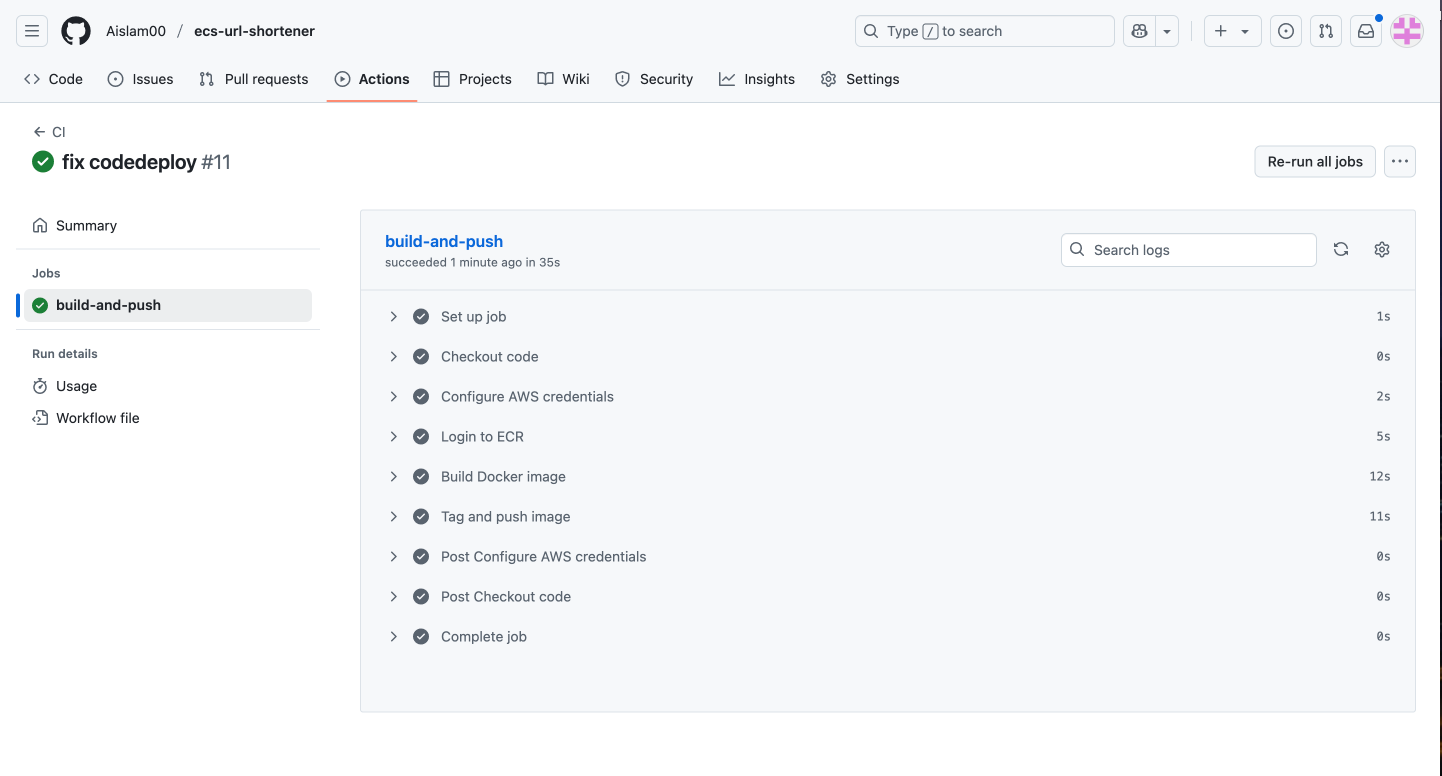 Aislam00 / ecs-url-shortener
Type / to search
Code
Issues
Pull requests
Actions
Projects
Wiki
Security
Insights
Settings
CI
fix codedeploy #11
Re-run all jobs
Summary
Jobs
build-and-push
Run details
Usage
Workflow file
build-and-push
succeeded 1 minute ago in 35s
Search logs
Set up job 1s
Checkout code 0s
Configure AWS credentials 2s
Login to ECR 5s
Build Docker image 12s
Tag and push image 11s
Post Configure AWS credentials 0s
Post Checkout code 0s
Complete job 0s